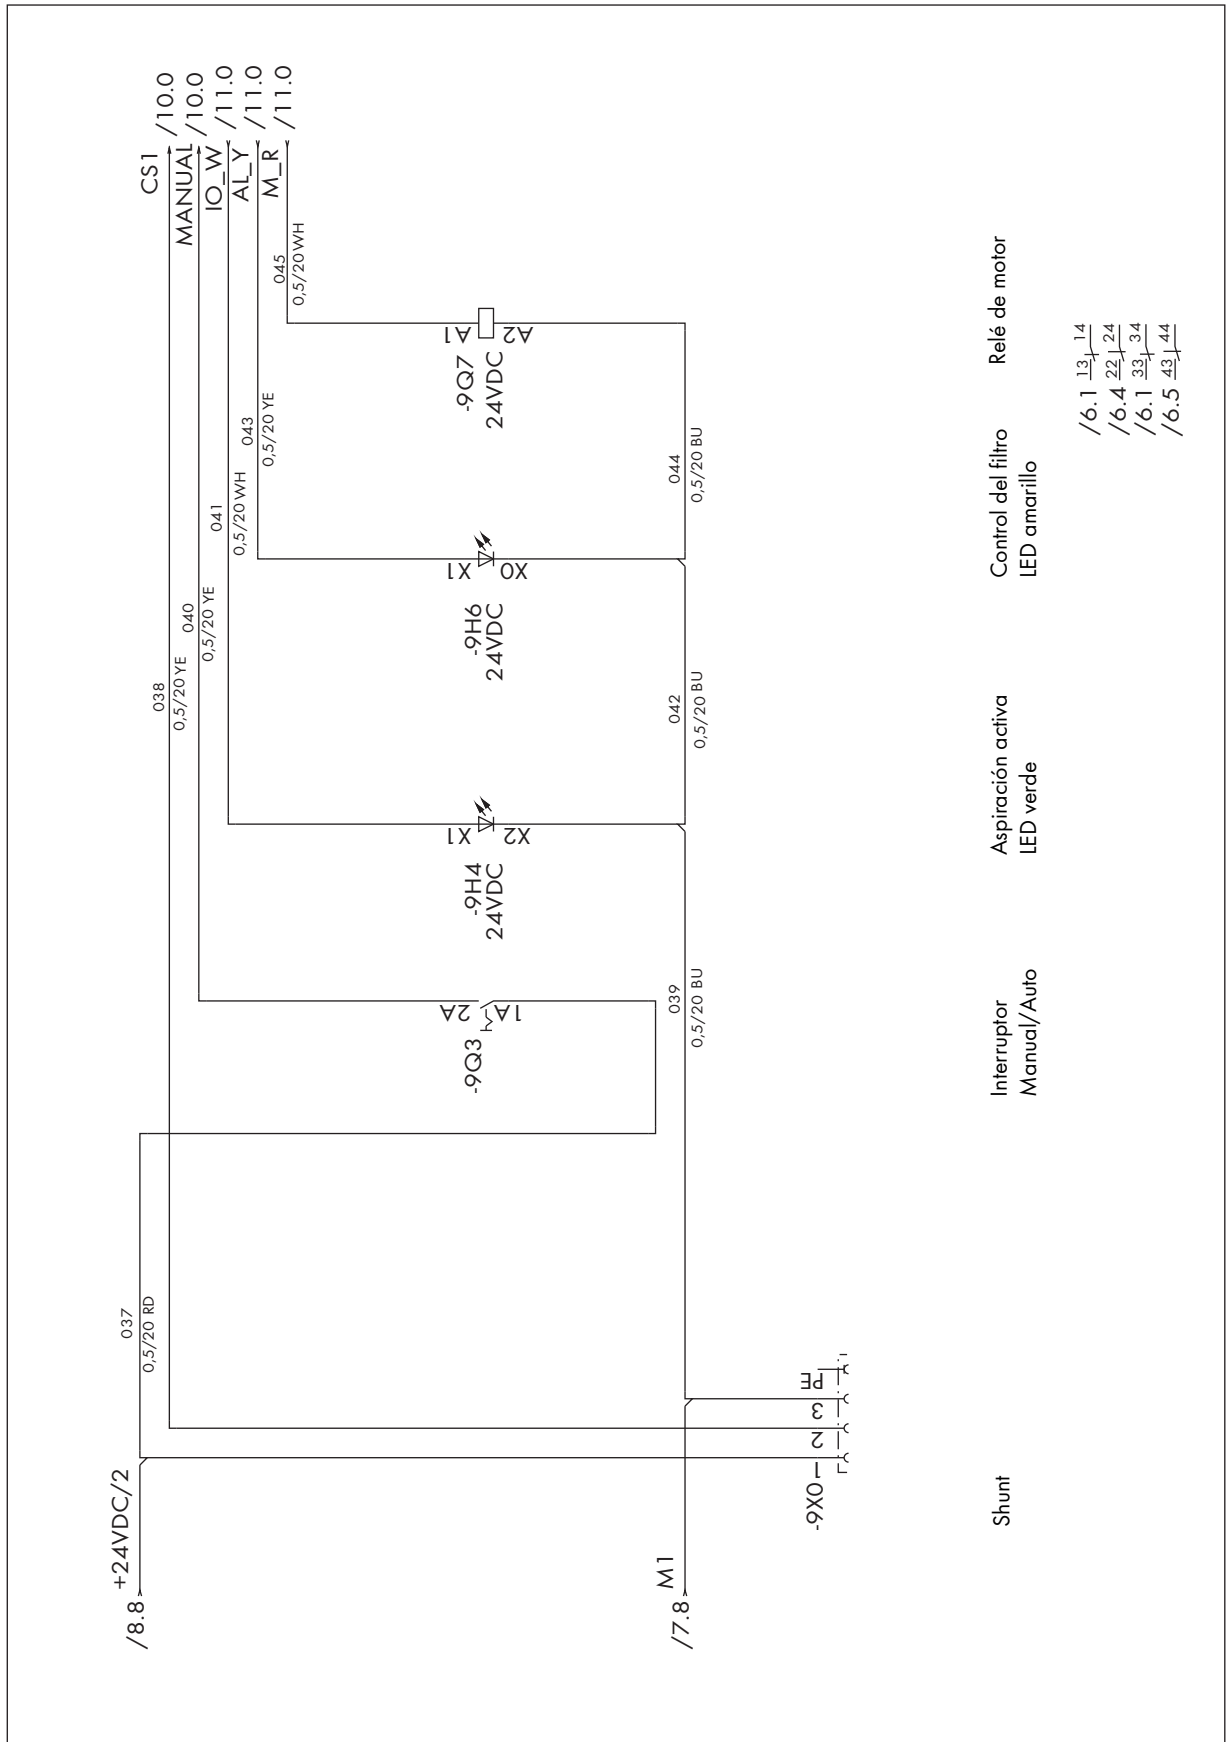 CS1 /10.0
MANUAL /10.0
IO_W /11.0
AL_Y /11.0
M_R /11.0
/8.8 +24VDC/2
037
0,5/20 RD
038
0,5/20 YE
040
0,5/20 YE
041
0,5/20 WH
043
0,5/20 YE
045
0,5/20 WH
-9Q3
2A
1A
-9H4
24VDC
X1
X2
-9H6
24VDC
X1
X0
-9Q7
24VDC
A1
A2
/7.8 M1
039
0,5/20 BU
042
0,5/20 BU
044
0,5/20 BU
-9X0
1 2 3 PE
Shunt
Interruptor
Manual/Auto
Aspiración activa
LED verde
Control del filtro
LED amarillo
Relé de motor
/6.1 13 14
/6.4 22 24
/6.1 33 34
/6.5 43 44